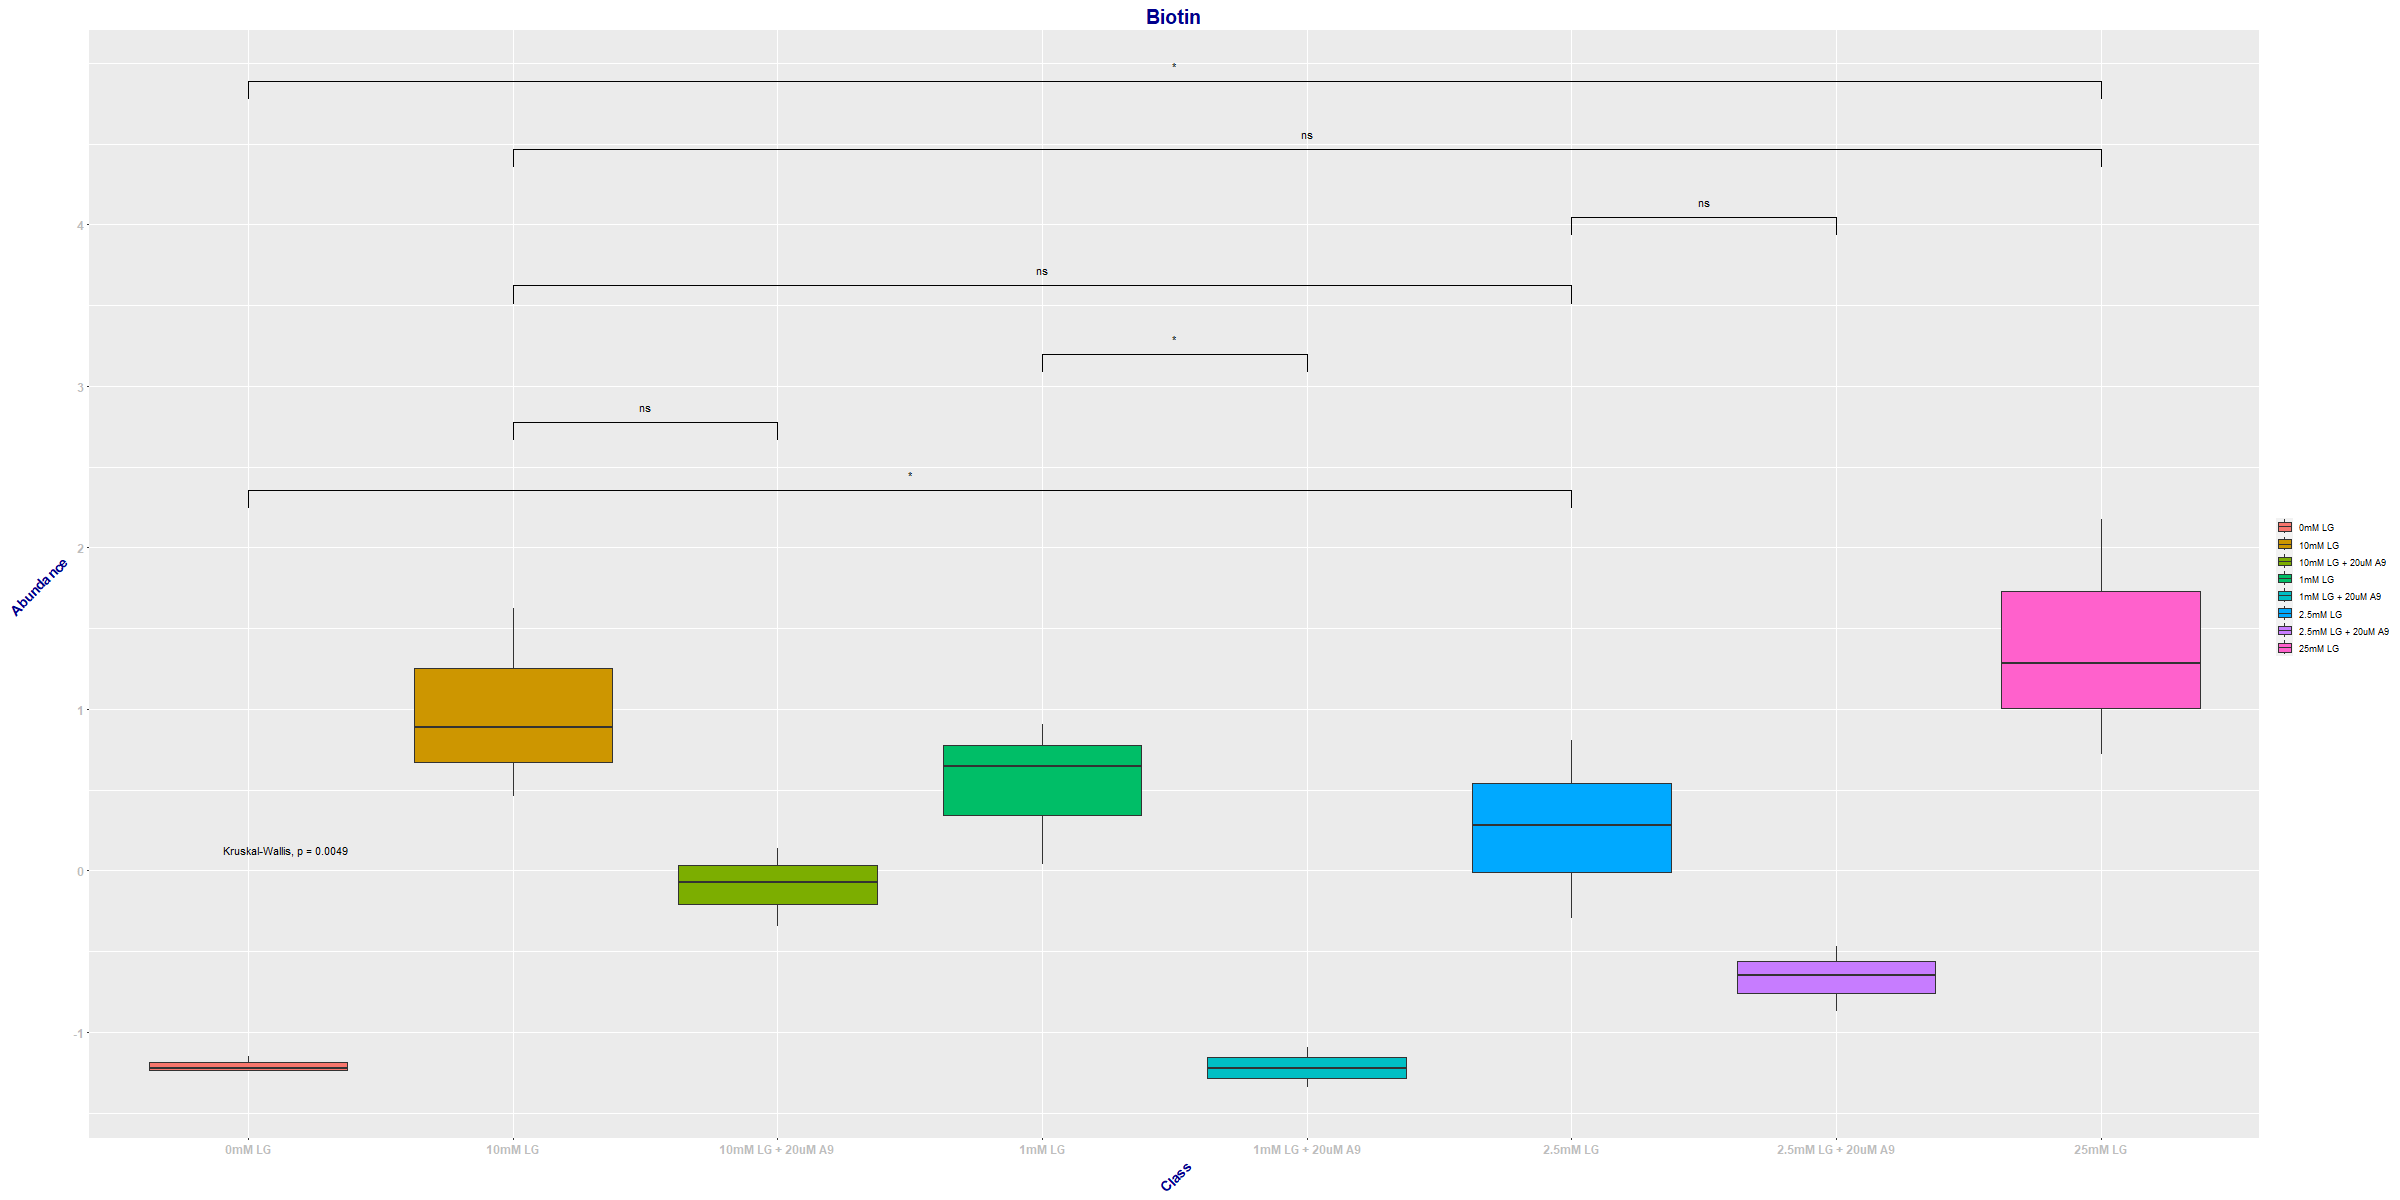 Biotin
*
ns
ns
ns
*
ns
*
Kruskal-Wallis, p = 0.0049
4
3
2
1
0
-1
Abundance
0mM LG
10mM LG
10mM LG + 20uM A9
1mM LG
1mM LG + 20uM A9
2.5mM LG
2.5mM LG + 20uM A9
25mM LG
Class
0mM LG
10mM LG
10mM LG + 20uM A9
1mM LG
1mM LG + 20uM A9
2.5mM LG
2.5mM LG + 20uM A9
25mM LG